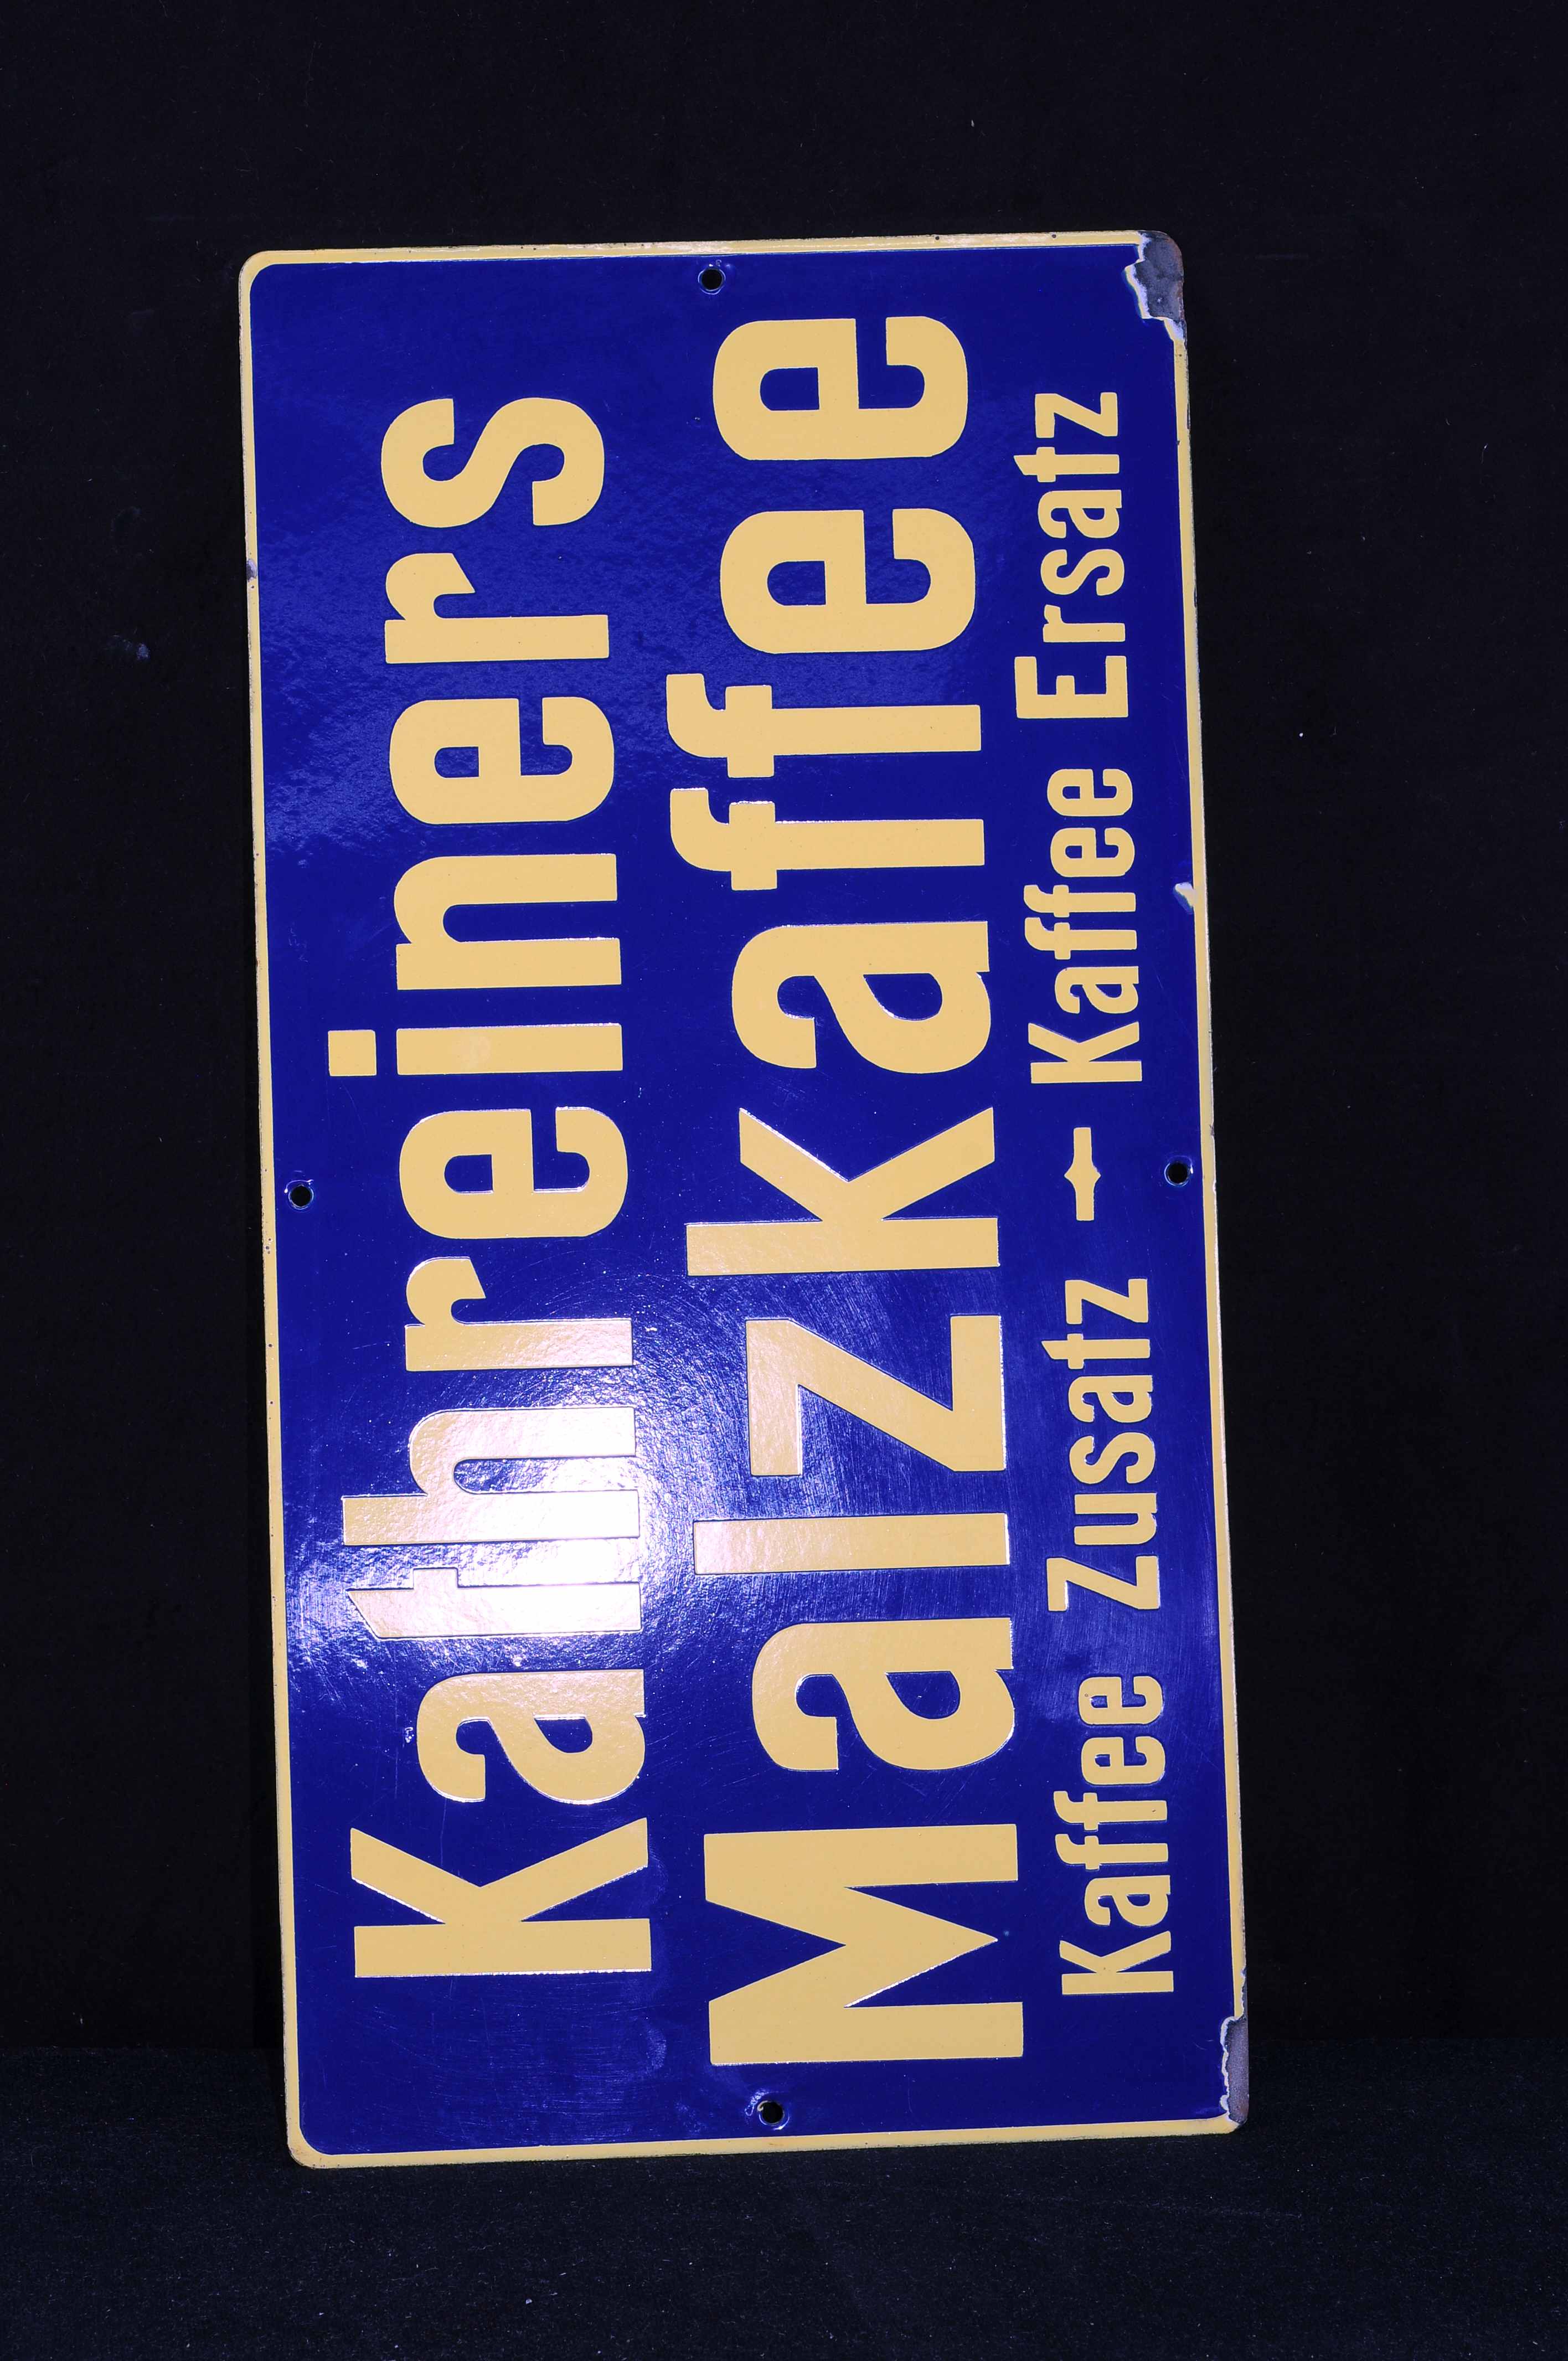 Kathreiners
Malzkaffee
Kaffee Zusatz - Kaffee Ersatz